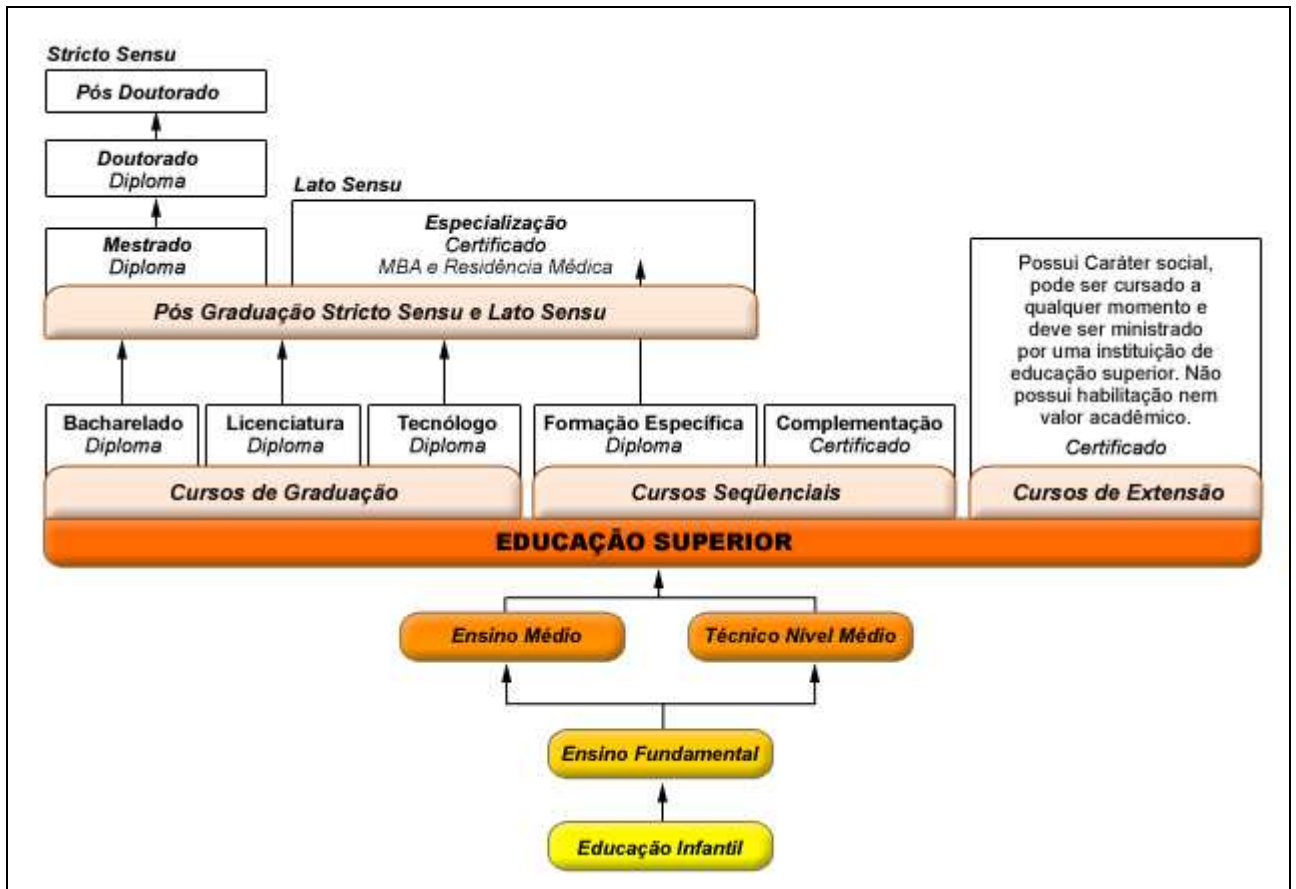 Stricto Sensu
Pós Doutorado
Doutorado
Diploma
Mestrado
Diploma
Lato Sensu
Especialização
Certificado
MBA e Residência Médica
Pós Graduação Stricto Sensu e Lato Sensu
Possui Caráter social,
pode ser cursado a
qualquer momento e
deve ser ministrado
por uma instituição de
educação superior. Não
possui habilitação nem
valor acadêmico.
Certificado
Bacharelado
Diploma
Licenciatura
Diploma
Tecnólogo
Diploma
Formação Específica
Diploma
Complementação
Certificado
Cursos de Graduação
Cursos Seqüenciais
Cursos de Extensão
EDUCAÇÃO SUPERIOR
Ensino Médio
Técnico Nível Médio
Ensino Fundamental
Educação Infantil